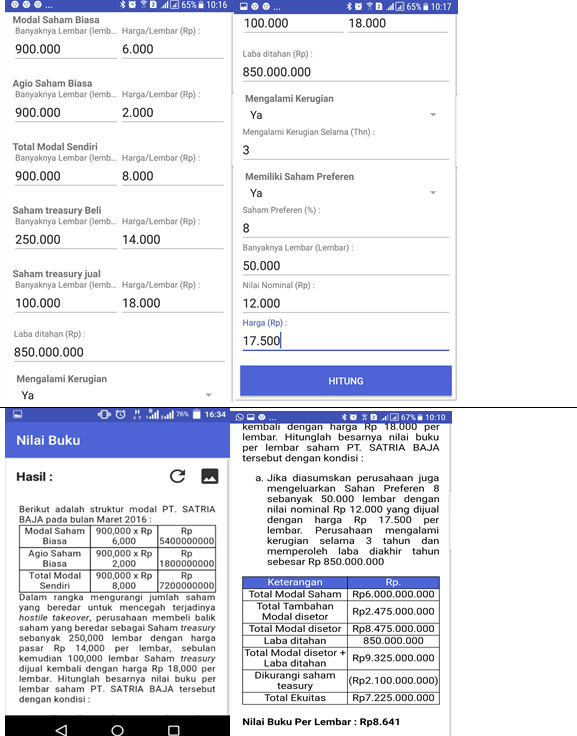 65% 10:16
Modal Saham Biasa
Banyaknya Lembar (lemb... Harga/Lembar (Rp) :
900.000 6.000
Agio Saham Biasa
Banyaknya Lembar (lemb... Harga/Lembar (Rp) :
900.000 2.000
Total Modal Sendiri
Banyaknya Lembar (lemb... Harga/Lembar (Rp) :
900.000 8.000
Saham treasury Beli
Banyaknya Lembar (lemb... Harga/Lembar (Rp) :
250.000 14.000
Saham treasury jual
Banyaknya Lembar (lemb... Harga/Lembar (Rp) :
100.000 18.000
Laba ditahan (Rp) :
850.000.000
Mengalami Kerugian
Ya
65% 10:17
100.000 18.000
Laba ditahan (Rp) :
850.000.000
Mengalami Kerugian
Ya
Mengalami Kerugian Selama (Thn) :
3
Memiliki Saham Preferen
Ya
Saham Preferen (%) :
8
Banyaknya Lembar (Lembar) :
50.000
Nilai Nominal (Rp) :
12.000
Harga (Rp) :
17.500
HITUNG
76% 16:34
Nilai Buku
Hasil :
Berikut adalah struktur modal PT. SATRIA
BAJA pada bulan Maret 2016 :
Modal Saham Biasa 900,000 x Rp 6,000 Rp 5400000000
Agio Saham Biasa 900,000 x Rp 2,000 Rp 1800000000
Total Modal Sendiri 900,000 x Rp 8,000 Rp 7200000000
Dalam rangka mengurangi jumlah saham
yang beredar untuk mencegah terjadinya
hostile takeover, perusahaan membeli balik
saham yang beredar sebagai Saham treasury
sebanyak 250,000 lembar dengan harga
pasar Rp 14,000 per lembar, sebulan
kemudian 100,000 lembar Saham treasury
dijual kembali dengan harga Rp 18,000 per
lembar. Hitunglah besarnya nilai buku per
lembar saham PT. SATRIA BAJA tersebut
dengan kondisi :
67% 10:10
kembali dengan harga Rp 18.000 per
lembar. Hitunglah besarnya nilai buku
per lembar saham PT. SATRIA BAJA
tersebut dengan kondisi :
a. Jika diasumsikan perusahaan juga
mengeluarkan Sahan Preferen 8
sebanyak 50.000 lembar dengan
nilai nominal Rp 12.000 yang dijual
dengan harga Rp 17.500 per
lembar. Perusahaan mengalami
kerugian selama 3 tahun dan
memperoleh laba diakhir tahun
sebesar Rp 850.000.000
Keterangan Rp.
Total Modal Saham Rp6.000.000.000
Total Tambahan Modal disetor Rp2.475.000.000
Total Modal disetor Rp8.475.000.000
Laba ditahan 850.000.000
Total Modal disetor + Laba ditahan Rp9.325.000.000
Dikurangi saham teasury (Rp2.100.000.000)
Total Ekuitas Rp7.225.000.000
Nilai Buku Per Lembar : Rp8.641